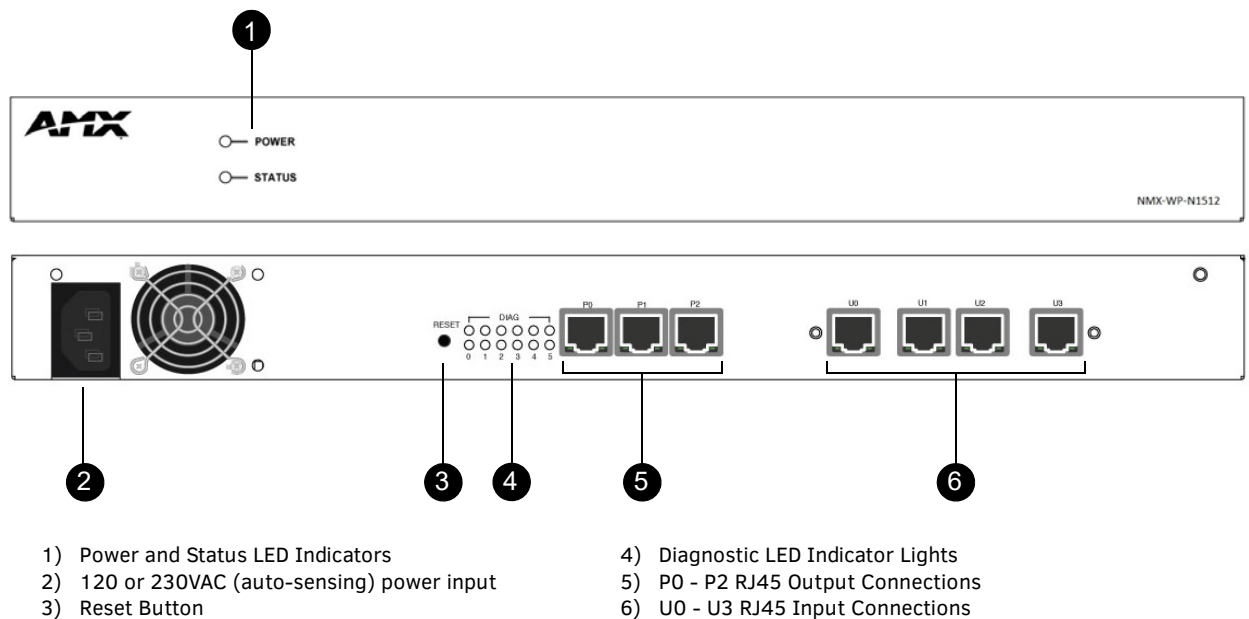 1
AMX
POWER
STATUS
NMX-WP-N1512
RESET DIAG
0 1 2 3 4 5
P0 P1 P2
U0 U1 U2 U3
2 3 4 5 6
1) Power and Status LED Indicators
2) 120 or 230VAC (auto-sensing) power input
3) Reset Button
4) Diagnostic LED Indicator Lights
5) P0 - P2 RJ45 Output Connections
6) U0 - U3 RJ45 Input Connections